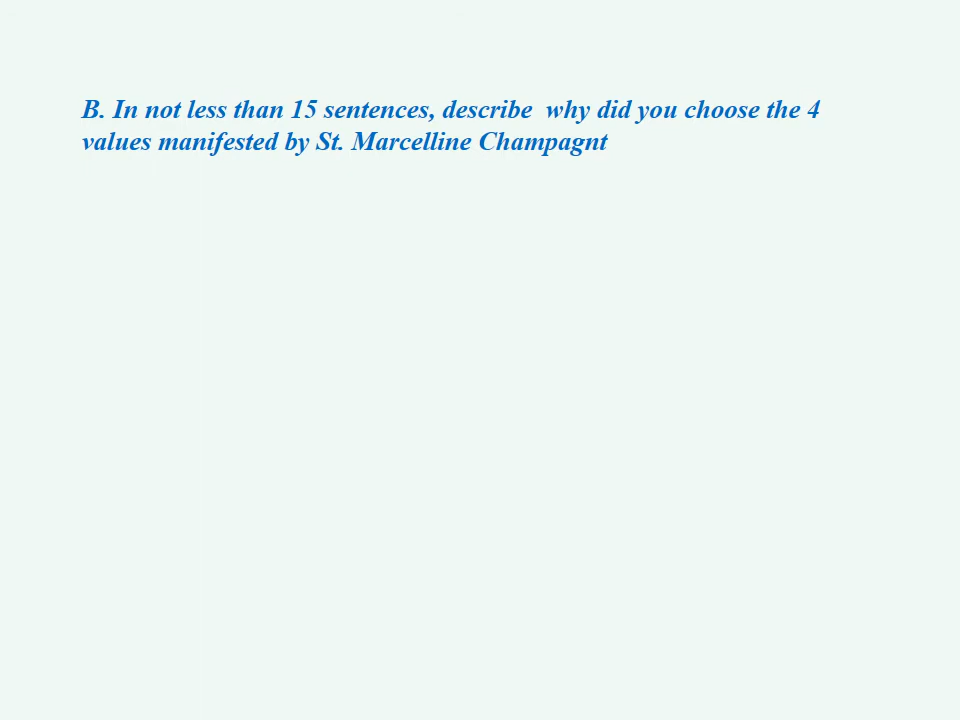 B. In not less than 15 sentences, describe  why did you choose the 4
values manifested by St. Marcelline Champagnt